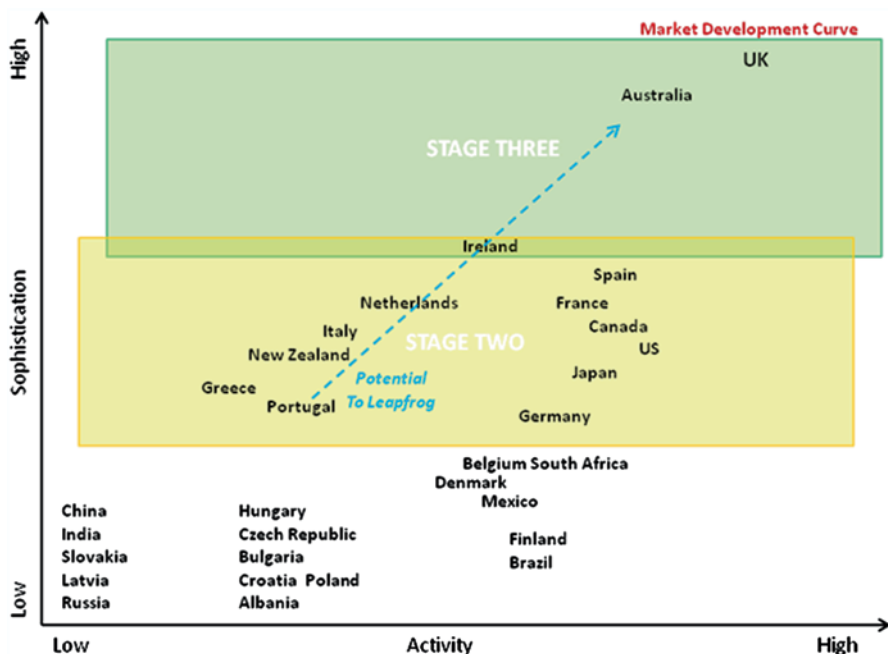 Market Development Curve
High
UK
Australia
STAGE THREE
Ireland
Spain
Netherlands
France
Italy
Canada
STAGE TWO
US
New Zealand
Japan
Potential
To Leapfrog
Greece
Portugal
Germany
Sophistication
Belgium South Africa
Denmark
Mexico
China
Hungary
India
Czech Republic
Finland
Slovakia
Bulgaria
Brazil
Latvia
Croatia Poland
Russia
Albania
Low
Low
Activity
High